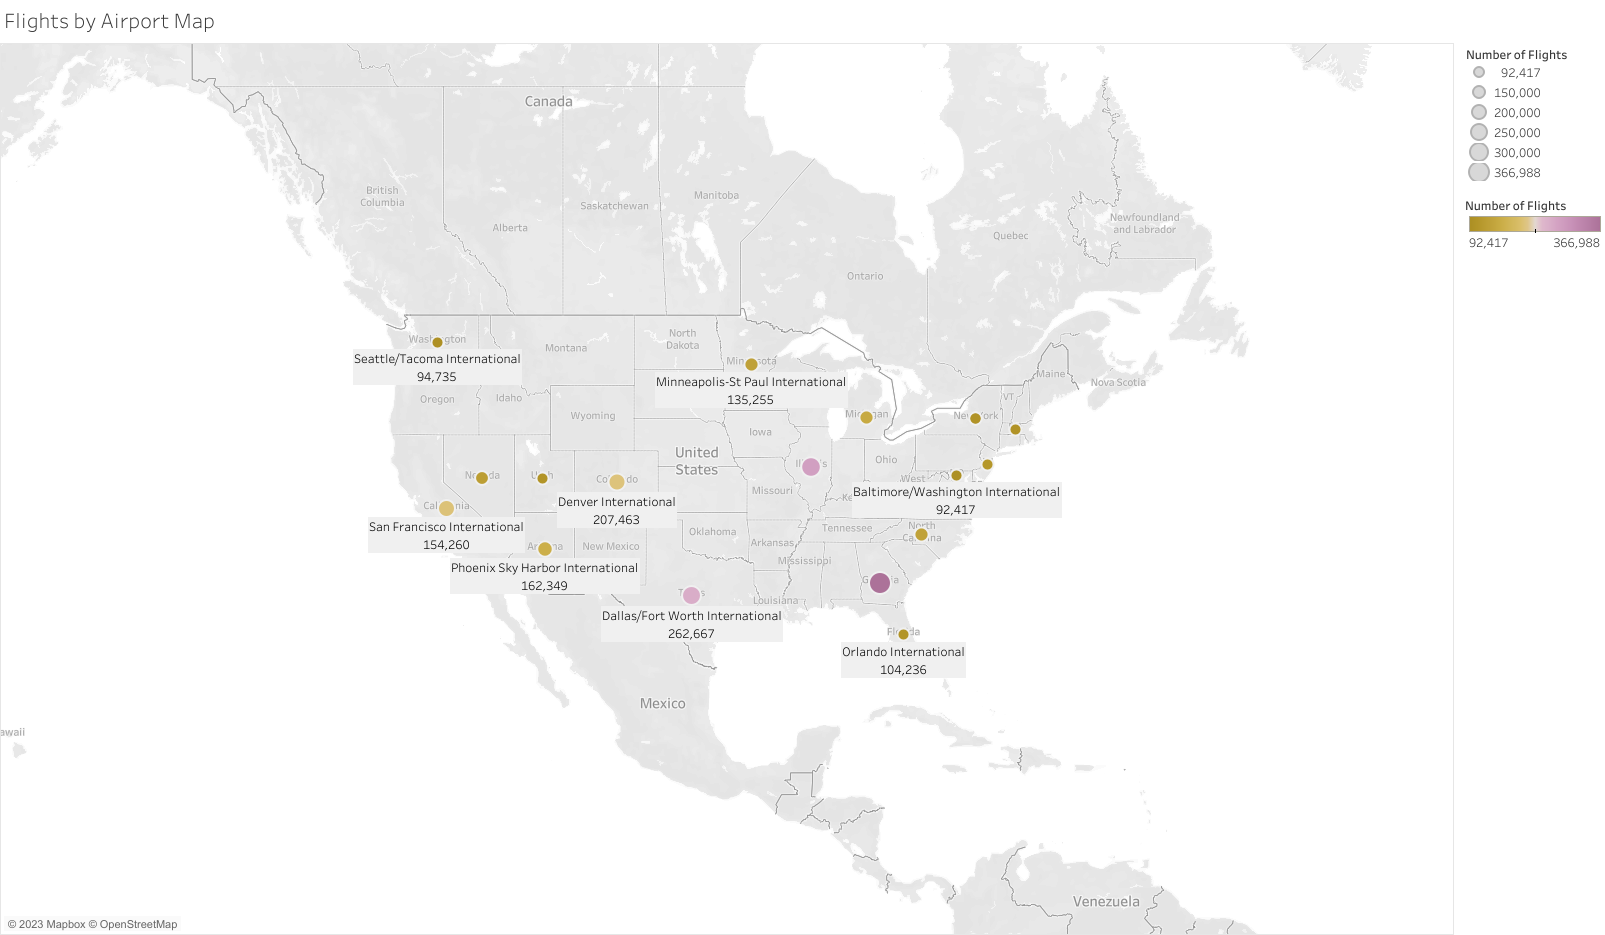 Flights by Airport Map
Canada
British
Columbia
Alberta
Saskatchewan
Manitoba
Ontario
Quebec
Newfoundland
and Labrador
Nova Scotia
Maine
VT
Montana
North
Dakota
Oregon
Idaho
Wyoming
Iowa
United
States
Missouri
Ohio
West
Oklahoma
Arkansas
Tennessee
North
New Mexico
Mississippi
Louisiana
Mexico
Venezuela
Seattle/Tacoma International
94,735
Minneapolis-St Paul International
135,255
Denver International
207,463
San Francisco International
154,260
Phoenix Sky Harbor International
162,349
Dallas/Fort Worth International
262,667
Baltimore/Washington International
92,417
Orlando International
104,236
Number of Flights
92,417
150,000
200,000
250,000
300,000
366,988
Number of Flights
92,417 366,988
© 2023 Mapbox © OpenStreetMap